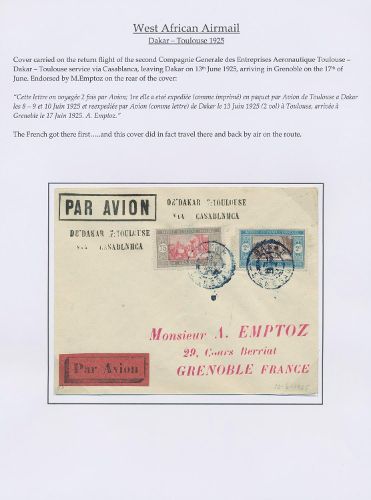 West African Airmail
Dakar – Toulouse 1925
Cover carried on the return flight of the second Compagnie Generale des Entreprises Aeronautique Toulouse –
Dakar – Toulouse service via Casablanca, leaving Dakar on 13th June 1925, arriving in Grenoble on the 17th of
June. Endorsed by M.Emptoz on the rear of the cover:
"Cette lettre on voyagée 2 fois par Avion; 1re elle a eté expediée (comme imprimé) en paquet par Avion de Toulouse a Dakar
les 8 – 9 et 10 Juin 1925 et reexpediée par Avion (comme lettre) de Dakar le 13 Juin 1925 (2 vol) à Toulouse, arrivée à
Grenoble le 17 Juin 1925. A. Emptoz."
The French got there first…..and this cover did in fact travel there and back by air on the route.
PAR AVION
DE DAKAR A TOULOUSE
via CASABLNHCA
DE DAKAR A TOULOUSE
via CASABLNHCA
Monsieur A. EMPTOZ
29, Cours Berriat
GRENOBLE FRANCE
Par Avion